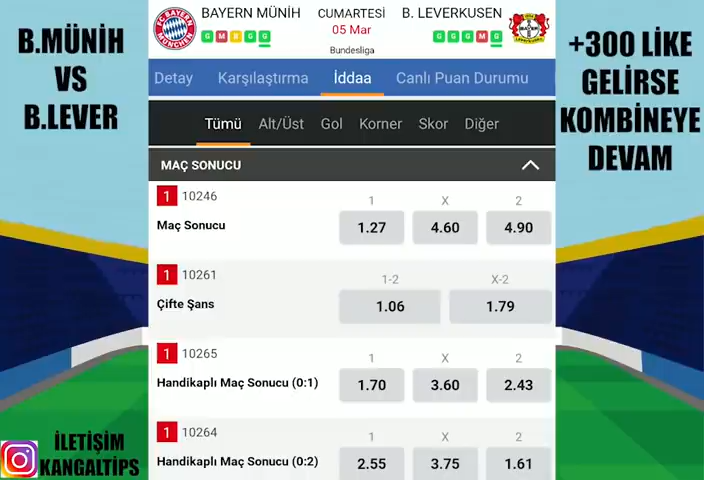 B.MÜNİH
VS
B.LEVER
BAYERN MÜNİH
G M M G G
CUMARTESİ
05 Mar
Bundesliga
B. LEVERKUSEN
G G G M G
+300 LİKE
GELİRSE
KOMBİNEYE
DEVAM
Detay Karşılaştırma İddaa Canlı Puan Durumu
Tümü Alt/Üst Gol Korner Skor Diğer
MAÇ SONUCU
1 10246
Maç Sonucu
1 X 2
1.27 4.60 4.90
1 10261
Çifte Şans
1-2 X-2
1.06 1.79
1 10265
Handikaplı Maç Sonucu (0:1)
1 X 2
1.70 3.60 2.43
1 10264
Handikaplı Maç Sonucu (0:2)
1 X 2
2.55 3.75 1.61
İLETİŞİM
KANGALTİPS